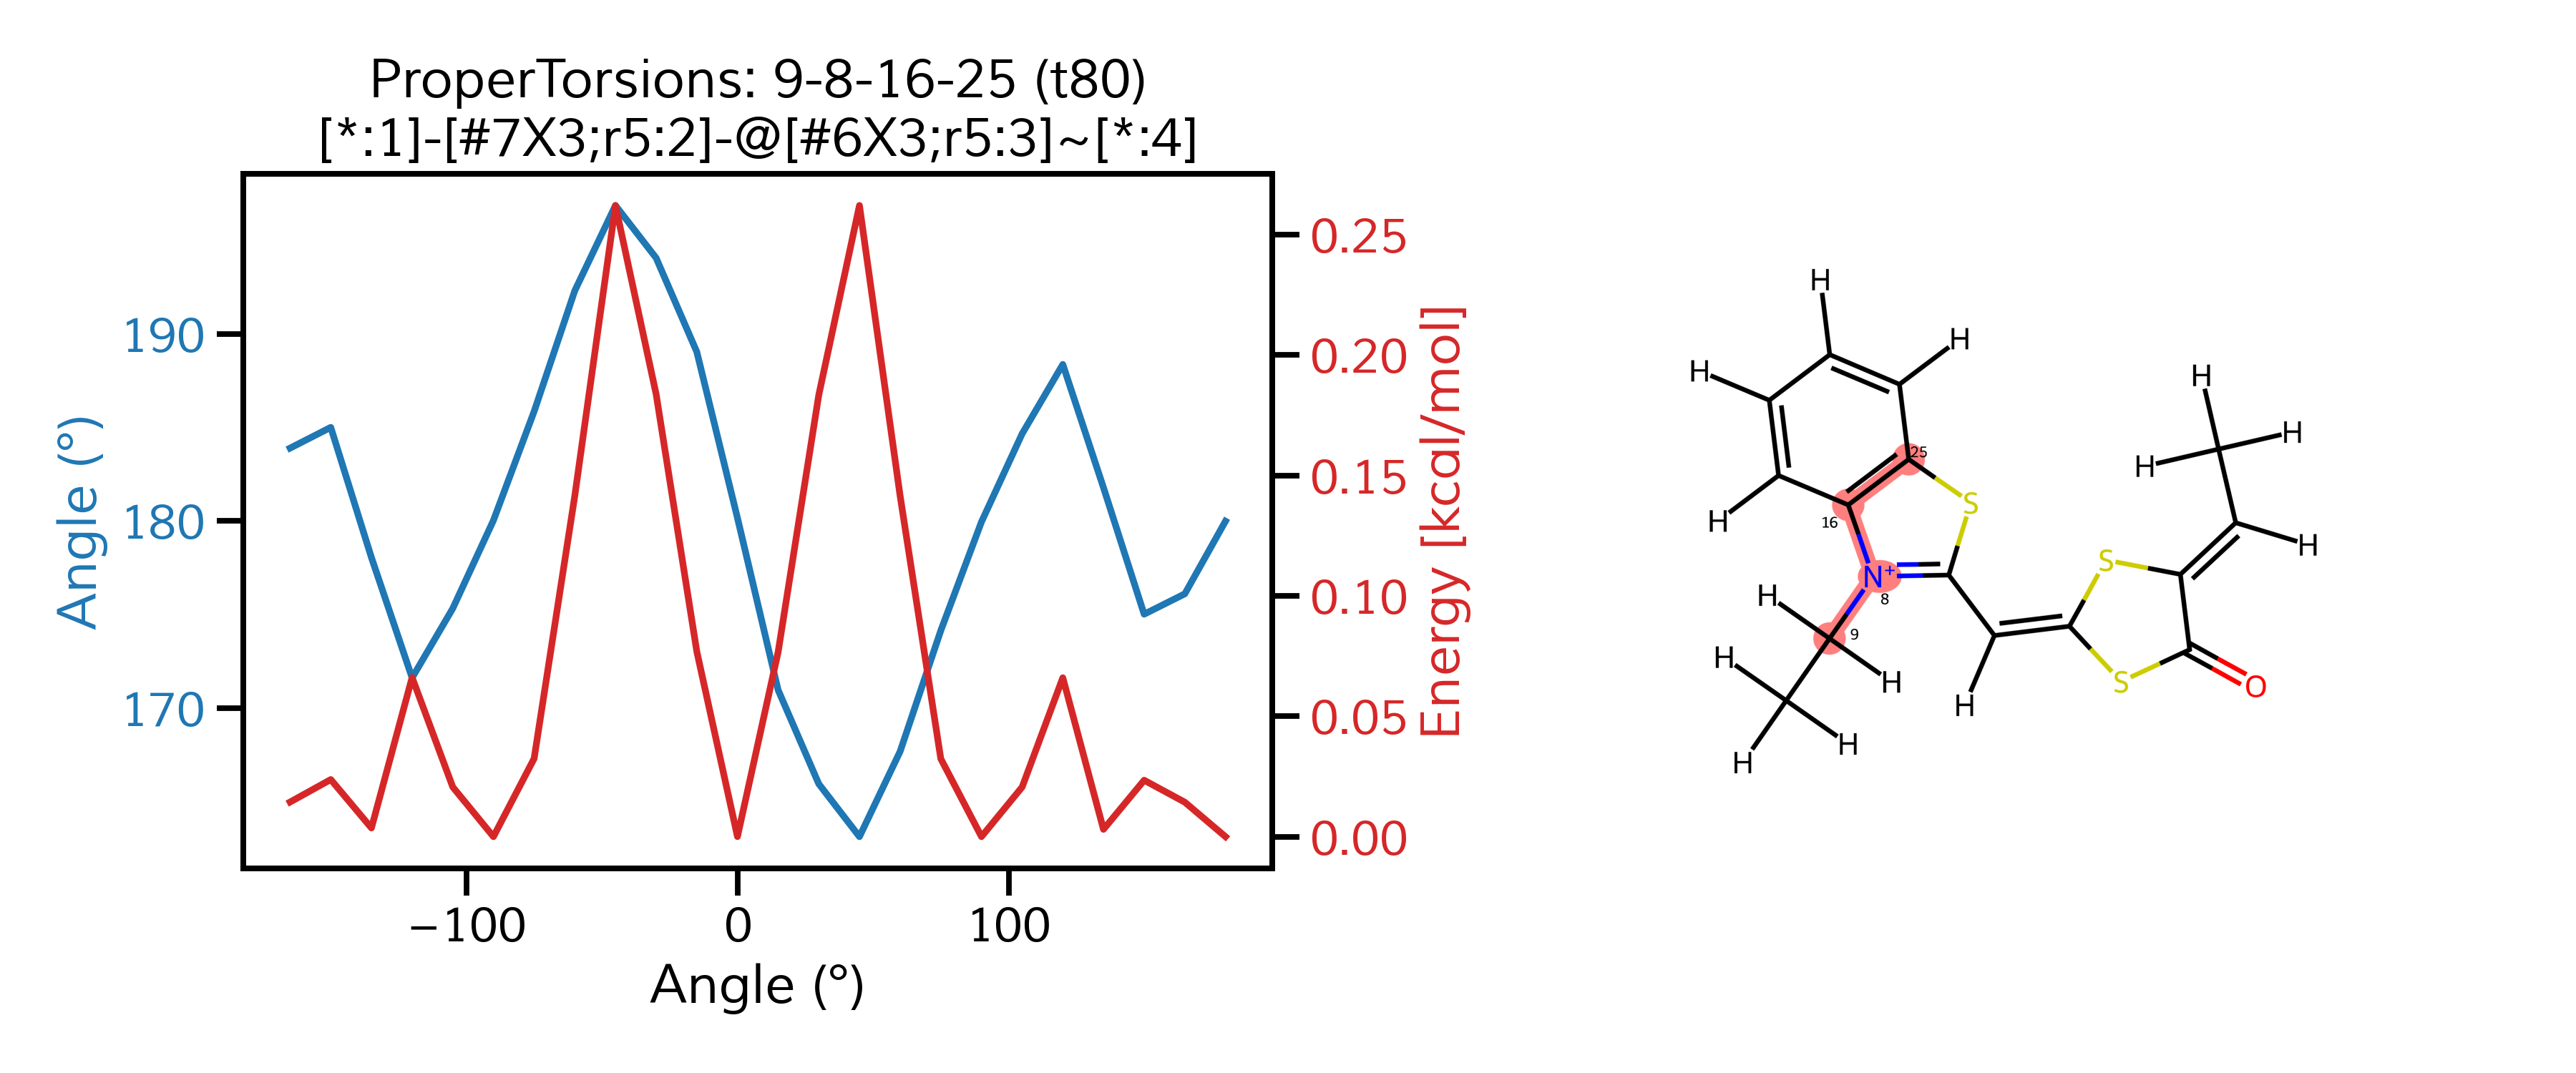 ProperTorsions: 9-8-16-25 (t80)
[*:1]-[#7X3;r5:2]-@[#6X3;r5:3]~[*:4]
Angle (°)
190
180
170
0.25
0.20
0.15
0.10
0.05
0.00
Energy [kcal/mol]
−100
0
100
Angle (°)
H
H
H
H
H
H
H
25
S
16
H
H
S
N+
8
H
9
H
H
S
O
H
H
H